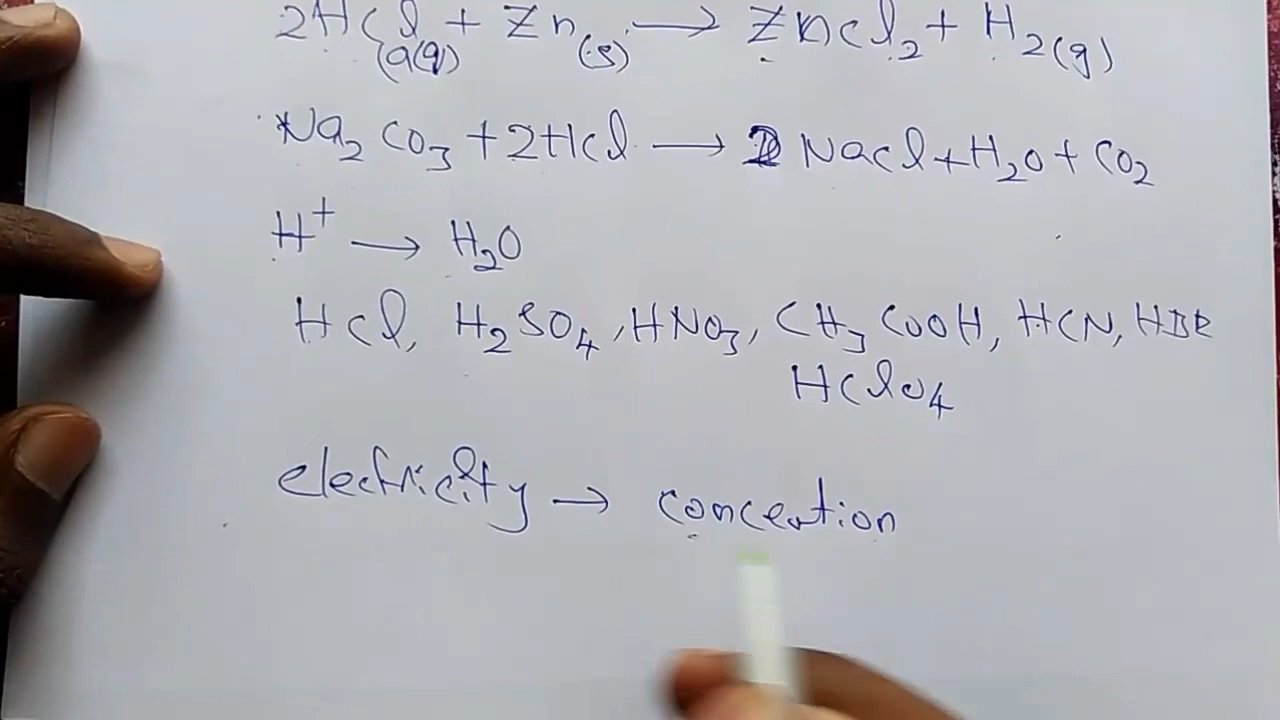 2HCl(aq) + Zn(s) → ZnCl₂ + H₂(g)
Na₂CO₃ + 2HCl → 2NaCl + H₂O + CO₂
H⁺ → H₂O
HCl, H₂SO₄, HNO₃, CH₃COOH, HCN, HBR
HClO₄
electricity → concertion